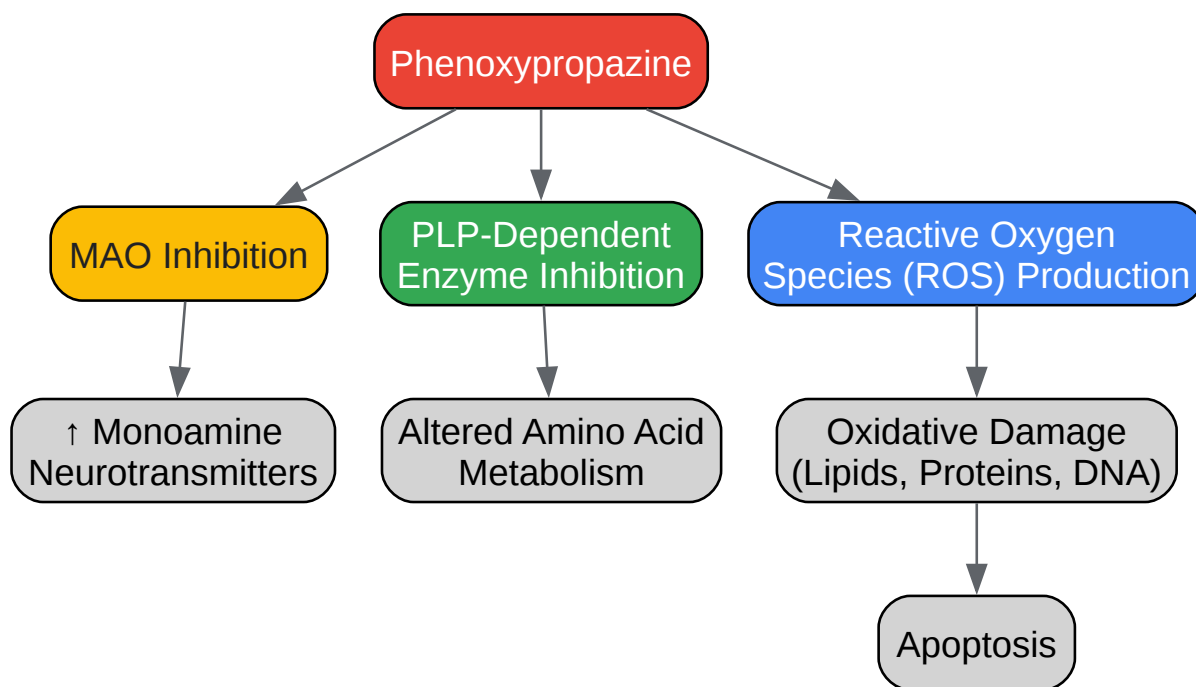 Phenoxypropazine
MAO Inhibition
PLP-Dependent
Enzyme Inhibition
Reactive Oxygen
Species (ROS) Production
↑ Monoamine
Neurotransmitters
Altered Amino Acid
Metabolism
Oxidative Damage
(Lipids, Proteins, DNA)
Apoptosis